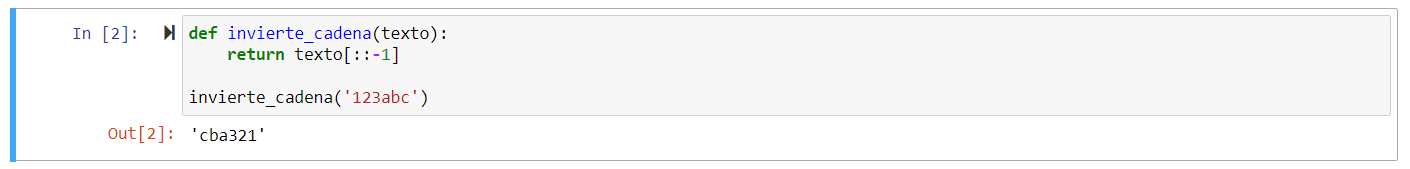 In [2]: def invierte_cadena(texto):
    return texto[::-1]
invierte_cadena('123abc')
Out[2]: 'cba321'